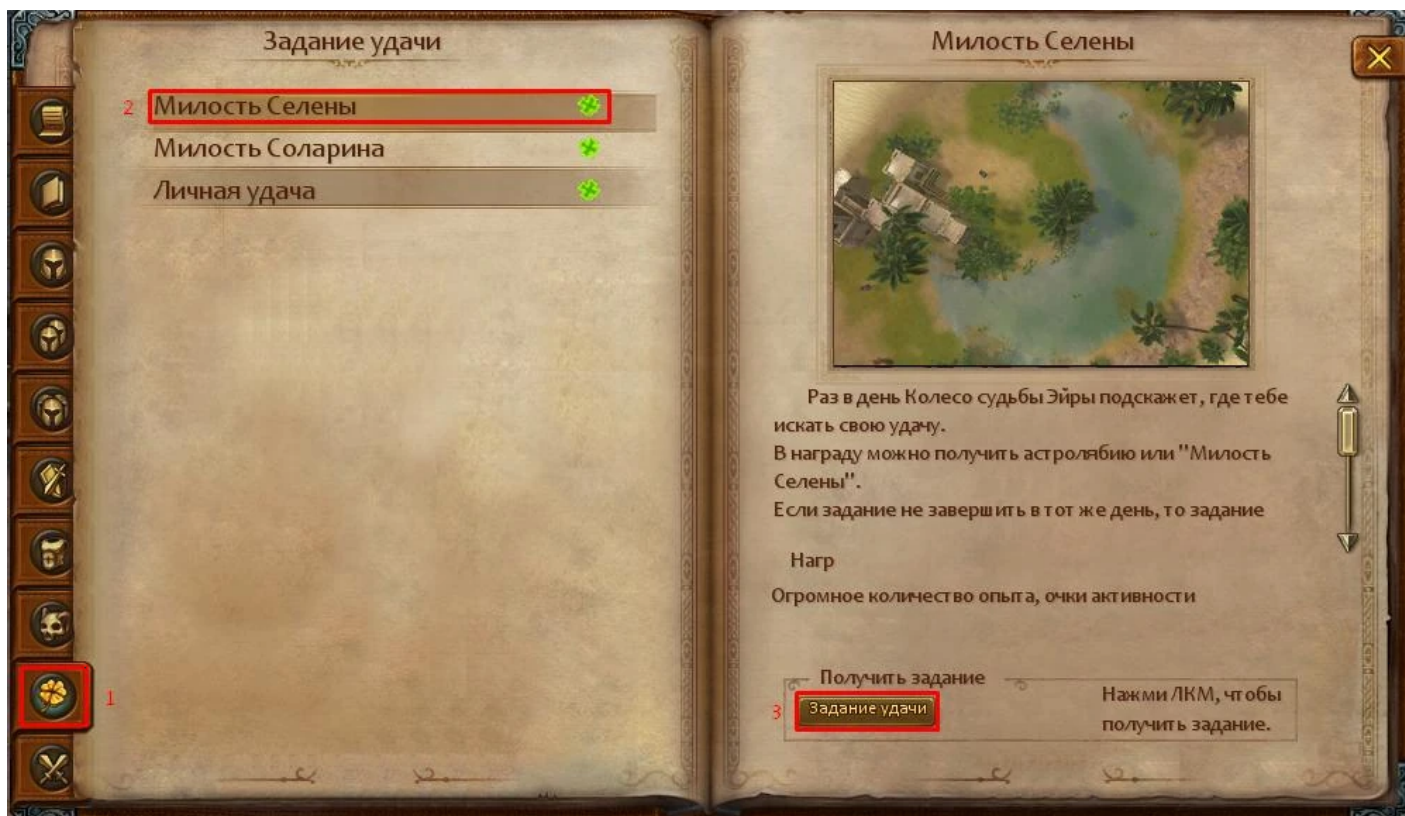 Задание удачи
2
Милость Селены
Милость Соларина
Личная удача
1
Милость Селены
Раз в день Колесо судьбы Эйры подскажет, где тебе
искать свою удачу.
В награду можно получить астролябию или "Милость
Селены".
Если задание не завершить в тот же день, то задание
Нагр
Огромное количество опыта, очки активности
Получить задание
3
Задание удачи
Нажми ЛКМ, чтобы
получить задание.